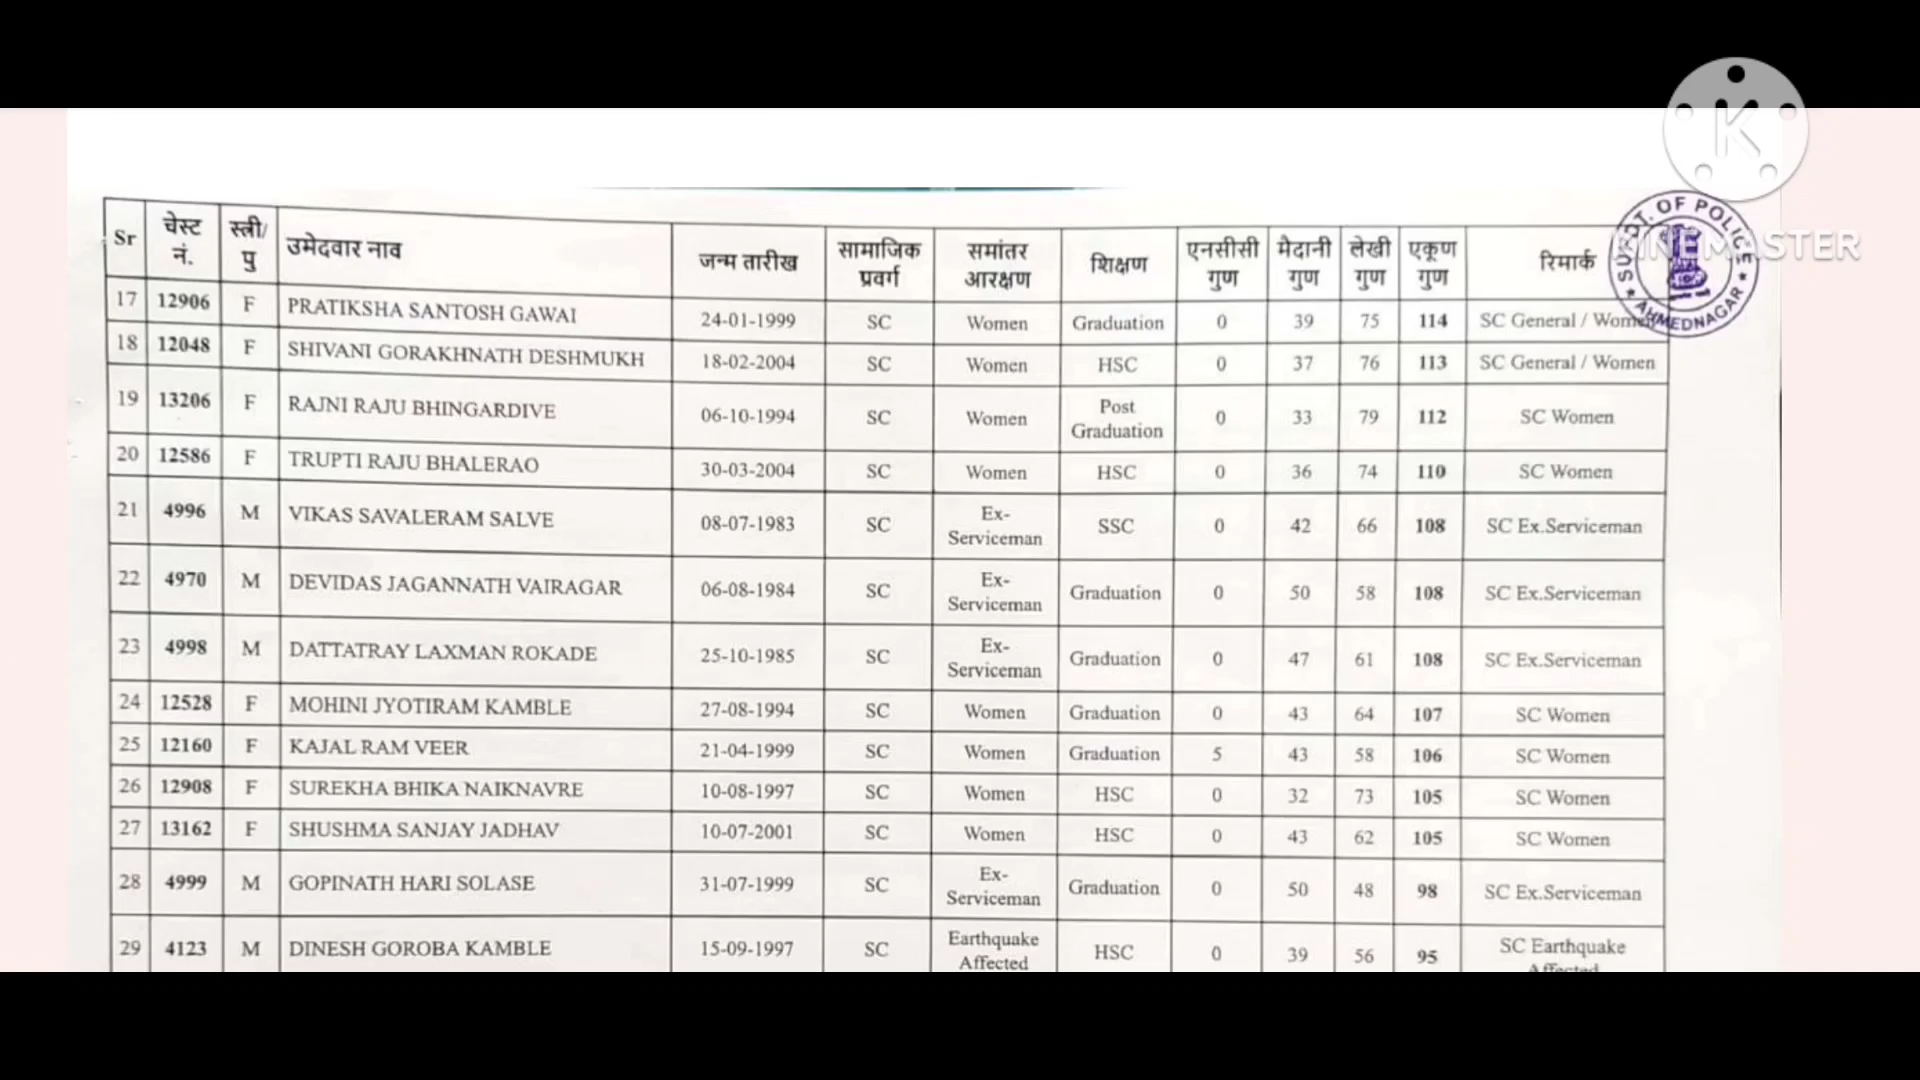 Sr चेस्ट नं. स्त्री/पु उमेदवार नाव जन्म तारीख सामाजिक प्रवर्ग समांतर आरक्षण शिक्षण एनसीसी गुण मैदानी गुण लेखी गुण एकूण गुण रिमार्क
17 12906 F PRATIKSHA SANTOSH GAWAI 24-01-1999 SC Women Graduation 0 39 75 114 SC General / Women
18 12048 F SHIVANI GORAKHNATH DESHMUKH 18-02-2004 SC Women HSC 0 37 76 113 SC General / Women
19 13206 F RAJNI RAJU BHINGARDIVE 06-10-1994 SC Women Post Graduation 0 33 79 112 SC Women
20 12586 F TRUPTI RAJU BHALERAO 30-03-2004 SC Women HSC 0 36 74 110 SC Women
21 4996 M VIKAS SAVALERAM SALVE 08-07-1983 SC Ex-Serviceman SSC 0 42 66 108 SC Ex.Serviceman
22 4970 M DEVIDAS JAGANNATH VAIRAGAR 06-08-1984 SC Ex-Serviceman Graduation 0 50 58 108 SC Ex.Serviceman
23 4998 M DATTATRAY LAXMAN ROKADE 25-10-1985 SC Ex-Serviceman Graduation 0 47 61 108 SC Ex.Serviceman
24 12528 F MOHINI JYOTIRAM KAMBLE 27-08-1994 SC Women Graduation 0 43 64 107 SC Women
25 12160 F KAJAL RAM VEER 21-04-1999 SC Women Graduation 5 43 58 106 SC Women
26 12908 F SUREKHA BHIKA NAIKNAVRE 10-08-1997 SC Women HSC 0 32 73 105 SC Women
27 13162 F SHUSHMA SANJAY JADHAV 10-07-2001 SC Women HSC 0 43 62 105 SC Women
28 4999 M GOPINATH HARI SOLASE 31-07-1999 SC Ex-Serviceman Graduation 0 50 48 98 SC Ex.Serviceman
29 4123 M DINESH GOROBA KAMBLE 15-09-1997 SC Earthquake Affected HSC 0 39 56 95 SC Earthquake Affected
SUPDT. OF POLICE
AHMEDNAGAR
K
KINEMASTER